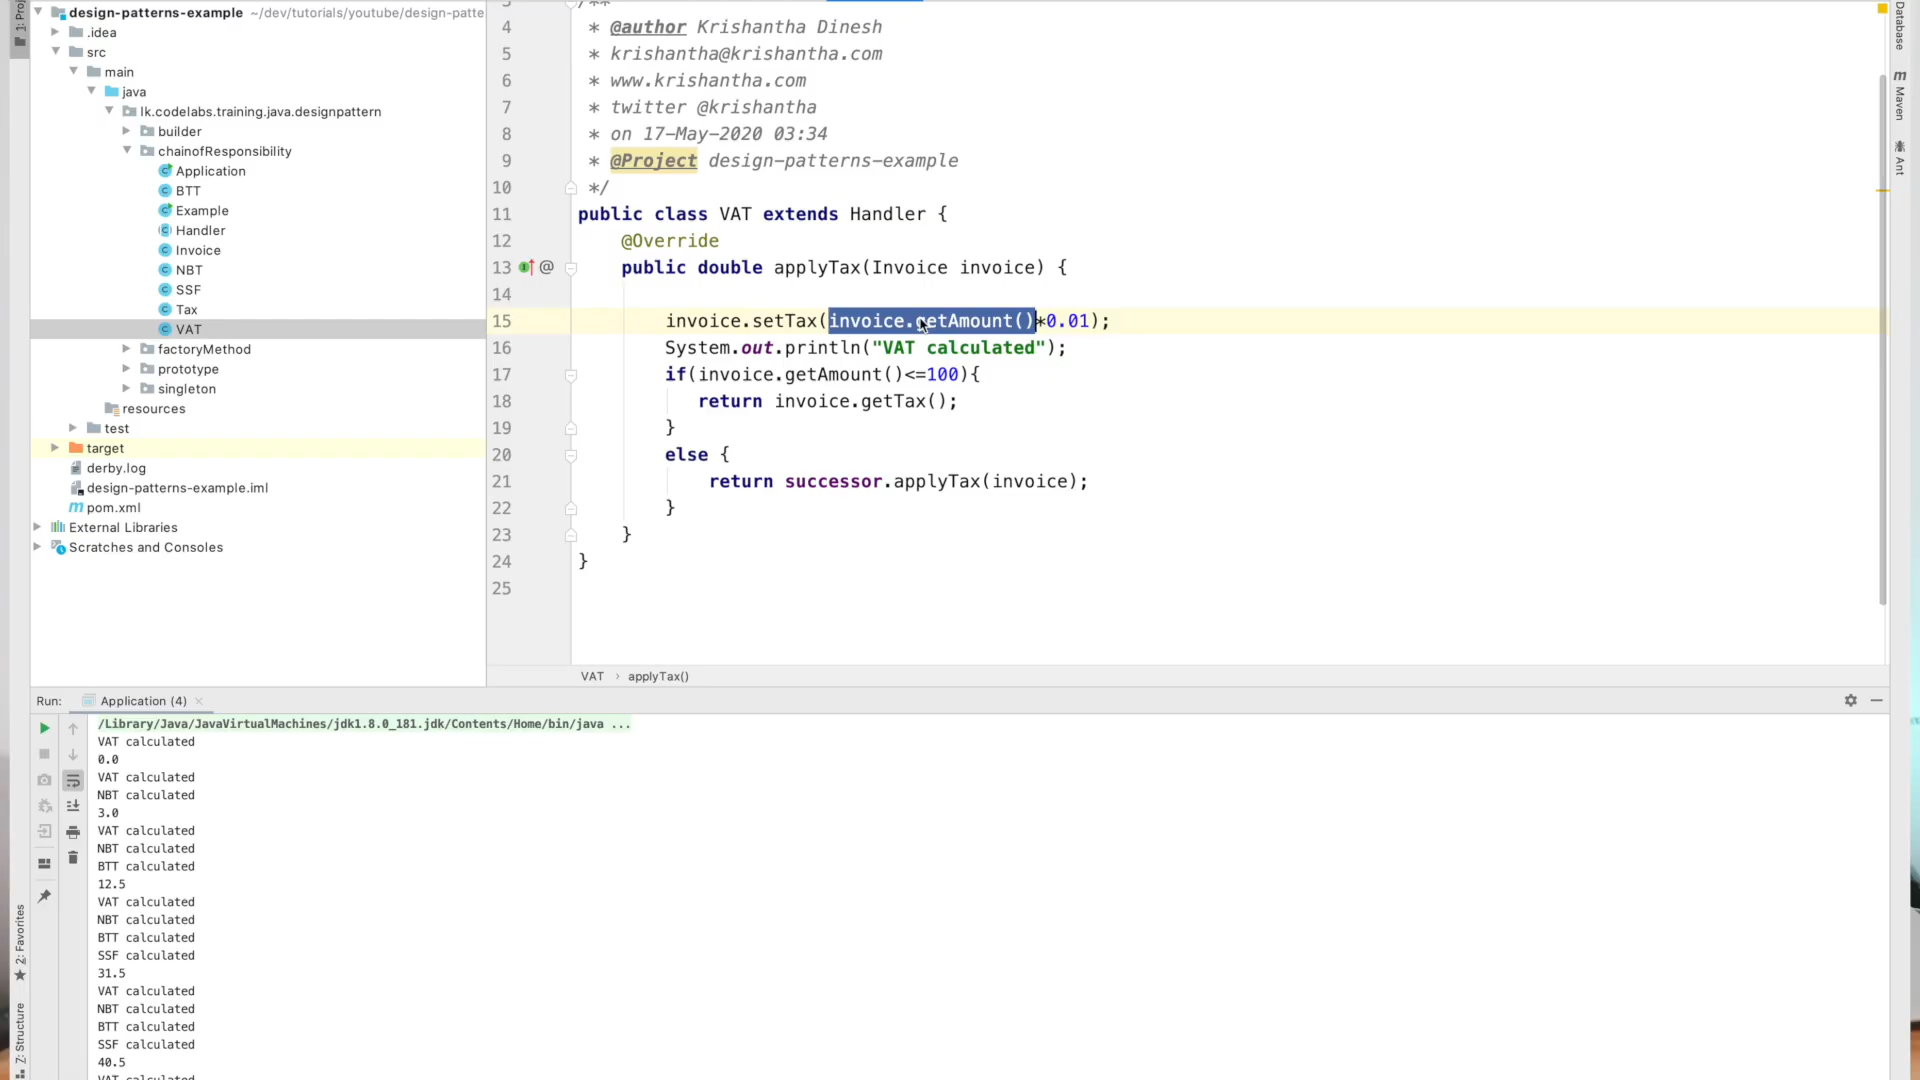 1: Proj
design-patterns-example ~/dev/tutorials/youtube/design-patte
.idea
src
main
java
lk.codelabs.training.java.designpattern
builder
chainofResponsibility
Application
BTT
Example
Handler
Invoice
NBT
SSF
Tax
VAT
factoryMethod
prototype
singleton
resources
test
target
derby.log
design-patterns-example.iml
pom.xml
External Libraries
Scratches and Consoles
3 /**
4 * @author Krishantha Dinesh
5 * krishantha@krishantha.com
6 * www.krishantha.com
7 * twitter @krishantha
8 * on 17-May-2020 03:34
9 * @Project design-patterns-example
10 */
11 public class VAT extends Handler {
12 @Override
13 @ public double applyTax(Invoice invoice) {
14
15 invoice.setTax(invoice.getAmount()*0.01);
16 System.out.println("VAT calculated");
17 if(invoice.getAmount()<=100){
18 return invoice.getTax();
19 }
20 else {
21 return successor.applyTax(invoice);
22 }
23 }
24 }
25
VAT › applyTax()
Database
Maven
Ant
Run: Application (4)
/Library/Java/JavaVirtualMachines/jdk1.8.0_181.jdk/Contents/Home/bin/java ...
VAT calculated
0.0
VAT calculated
NBT calculated
3.0
VAT calculated
NBT calculated
BTT calculated
12.5
VAT calculated
NBT calculated
BTT calculated
SSF calculated
31.5
VAT calculated
NBT calculated
BTT calculated
SSF calculated
40.5
VAT calculated
2: Favorites
7: Structure